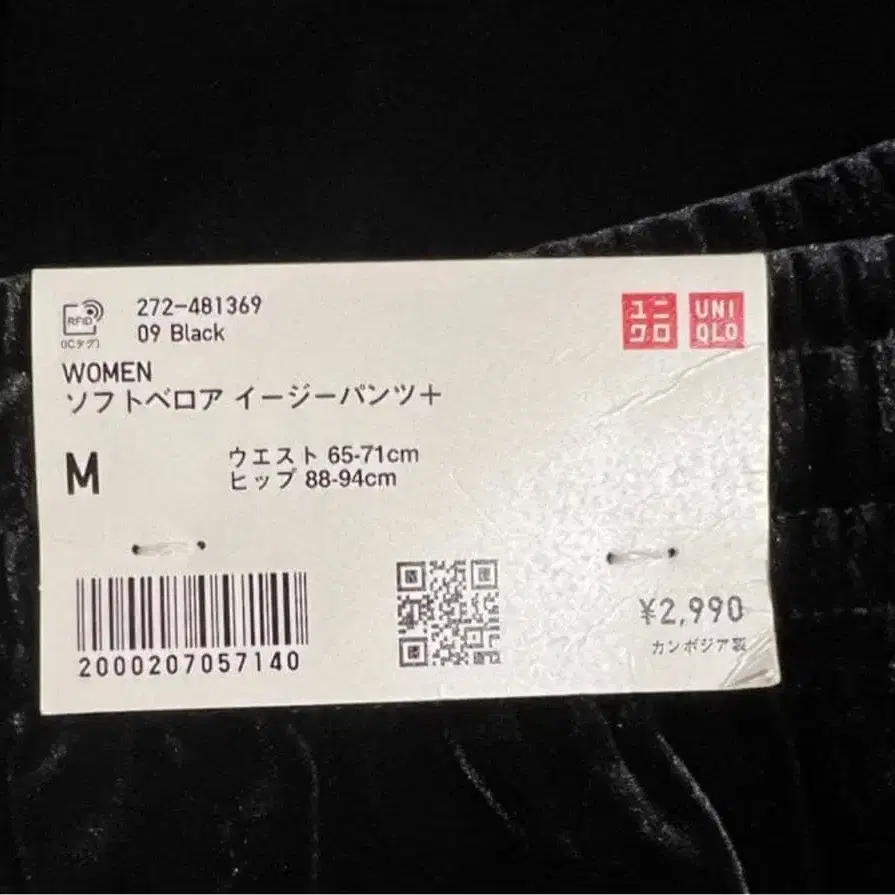 RFID
(ICタグ)
272-481369
09 Black
ユニ
クロ
UNI
QLO
WOMEN
ソフトベロア イージーパンツ+
M
ウエスト 65-71cm
ヒップ 88-94cm
2000207057140
¥2,990
カンボジア製